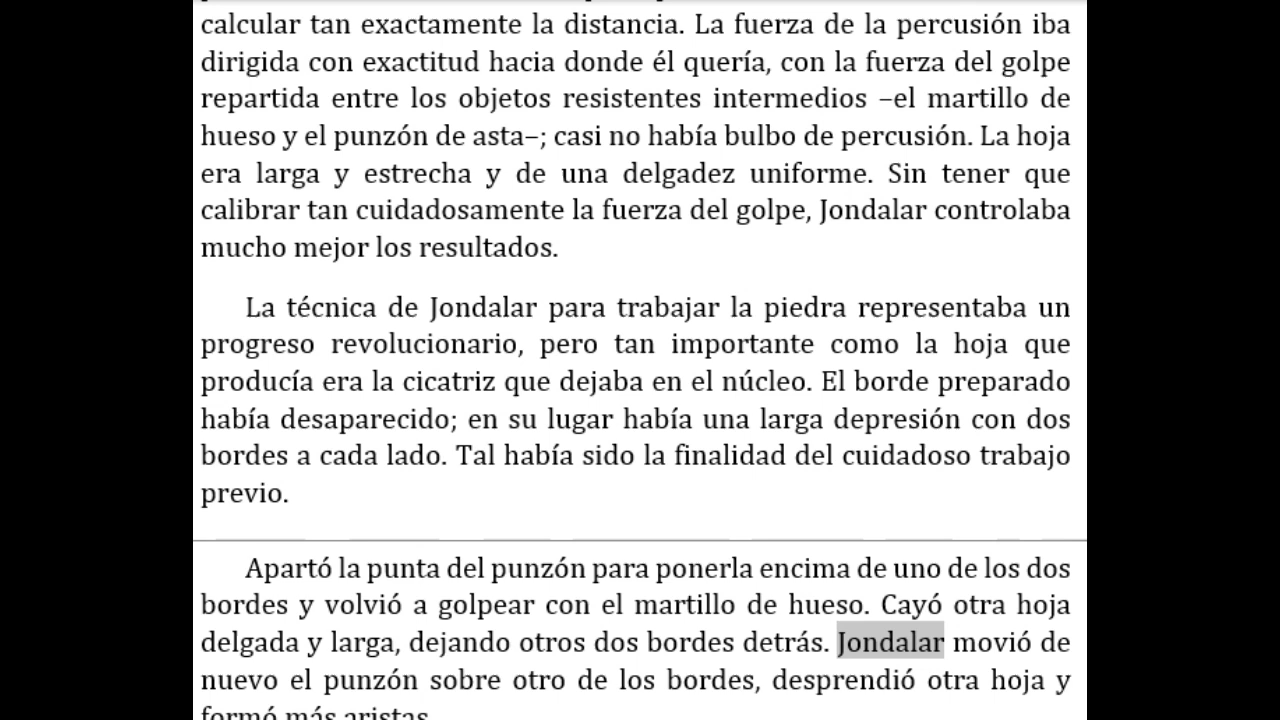 calcular tan exactamente la distancia. La fuerza de la percusión iba
dirigida con exactitud hacia donde él quería, con la fuerza del golpe
repartida entre los objetos resistentes intermedios –el martillo de
hueso y el punzón de asta–; casi no había bulbo de percusión. La hoja
era larga y estrecha y de una delgadez uniforme. Sin tener que
calibrar tan cuidadosamente la fuerza del golpe, Jondalar controlaba
mucho mejor los resultados.
La técnica de Jondalar para trabajar la piedra representaba un
progreso revolucionario, pero tan importante como la hoja que
producía era la cicatriz que dejaba en el núcleo. El borde preparado
había desaparecido; en su lugar había una larga depresión con dos
bordes a cada lado. Tal había sido la finalidad del cuidadoso trabajo
previo.
Apartó la punta del punzón para ponerla encima de uno de los dos
bordes y volvió a golpear con el martillo de hueso. Cayó otra hoja
delgada y larga, dejando otros dos bordes detrás. Jondalar movió de
nuevo el punzón sobre otro de los bordes, desprendió otra hoja y
formó más aristas.